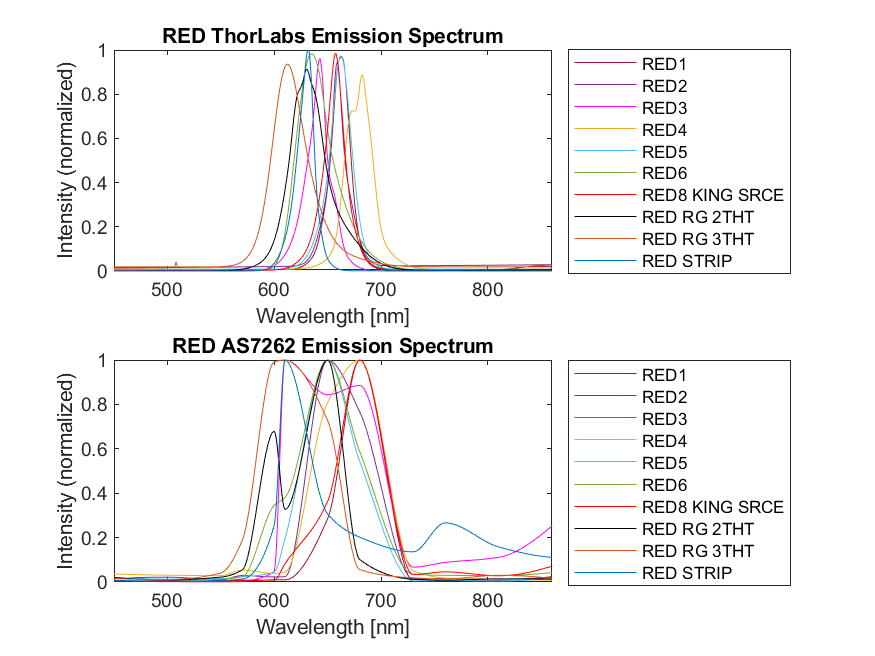 RED ThorLabs Emission Spectrum
1
0.8
0.6
0.4
0.2
0
Intensity (normalized)
500 600 700 800
Wavelength [nm]
RED1
RED2
RED3
RED4
RED5
RED6
RED8 KING SRCE
RED RG 2THT
RED RG 3THT
RED STRIP
RED AS7262 Emission Spectrum
1
0.8
0.6
0.4
0.2
0
Intensity (normalized)
500 600 700 800
Wavelength [nm]
RED1
RED2
RED3
RED4
RED5
RED6
RED8 KING SRCE
RED RG 2THT
RED RG 3THT
RED STRIP